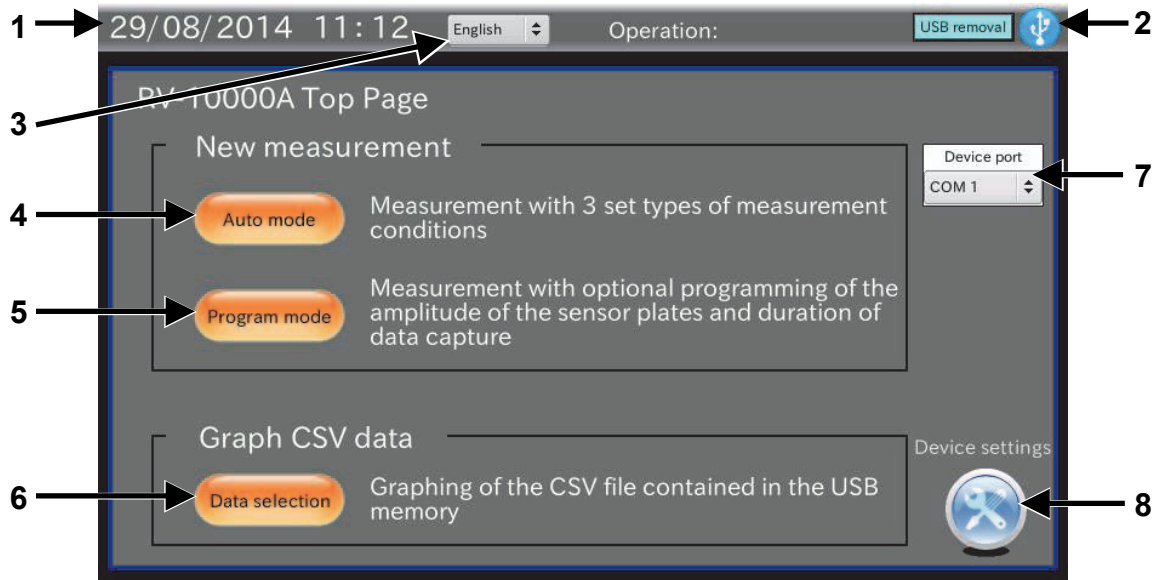 1
29/08/2014 11:12
English
Operation:
USB removal
2
3
RV-10000A Top Page
New measurement
Device port
COM 1
7
4
Auto mode
Measurement with 3 set types of measurement
conditions
5
Program mode
Measurement with optional programming of the
amplitude of the sensor plates and duration of
data capture
Graph CSV data
Device settings
6
Data selection
Graphing of the CSV file contained in the USB
memory
8